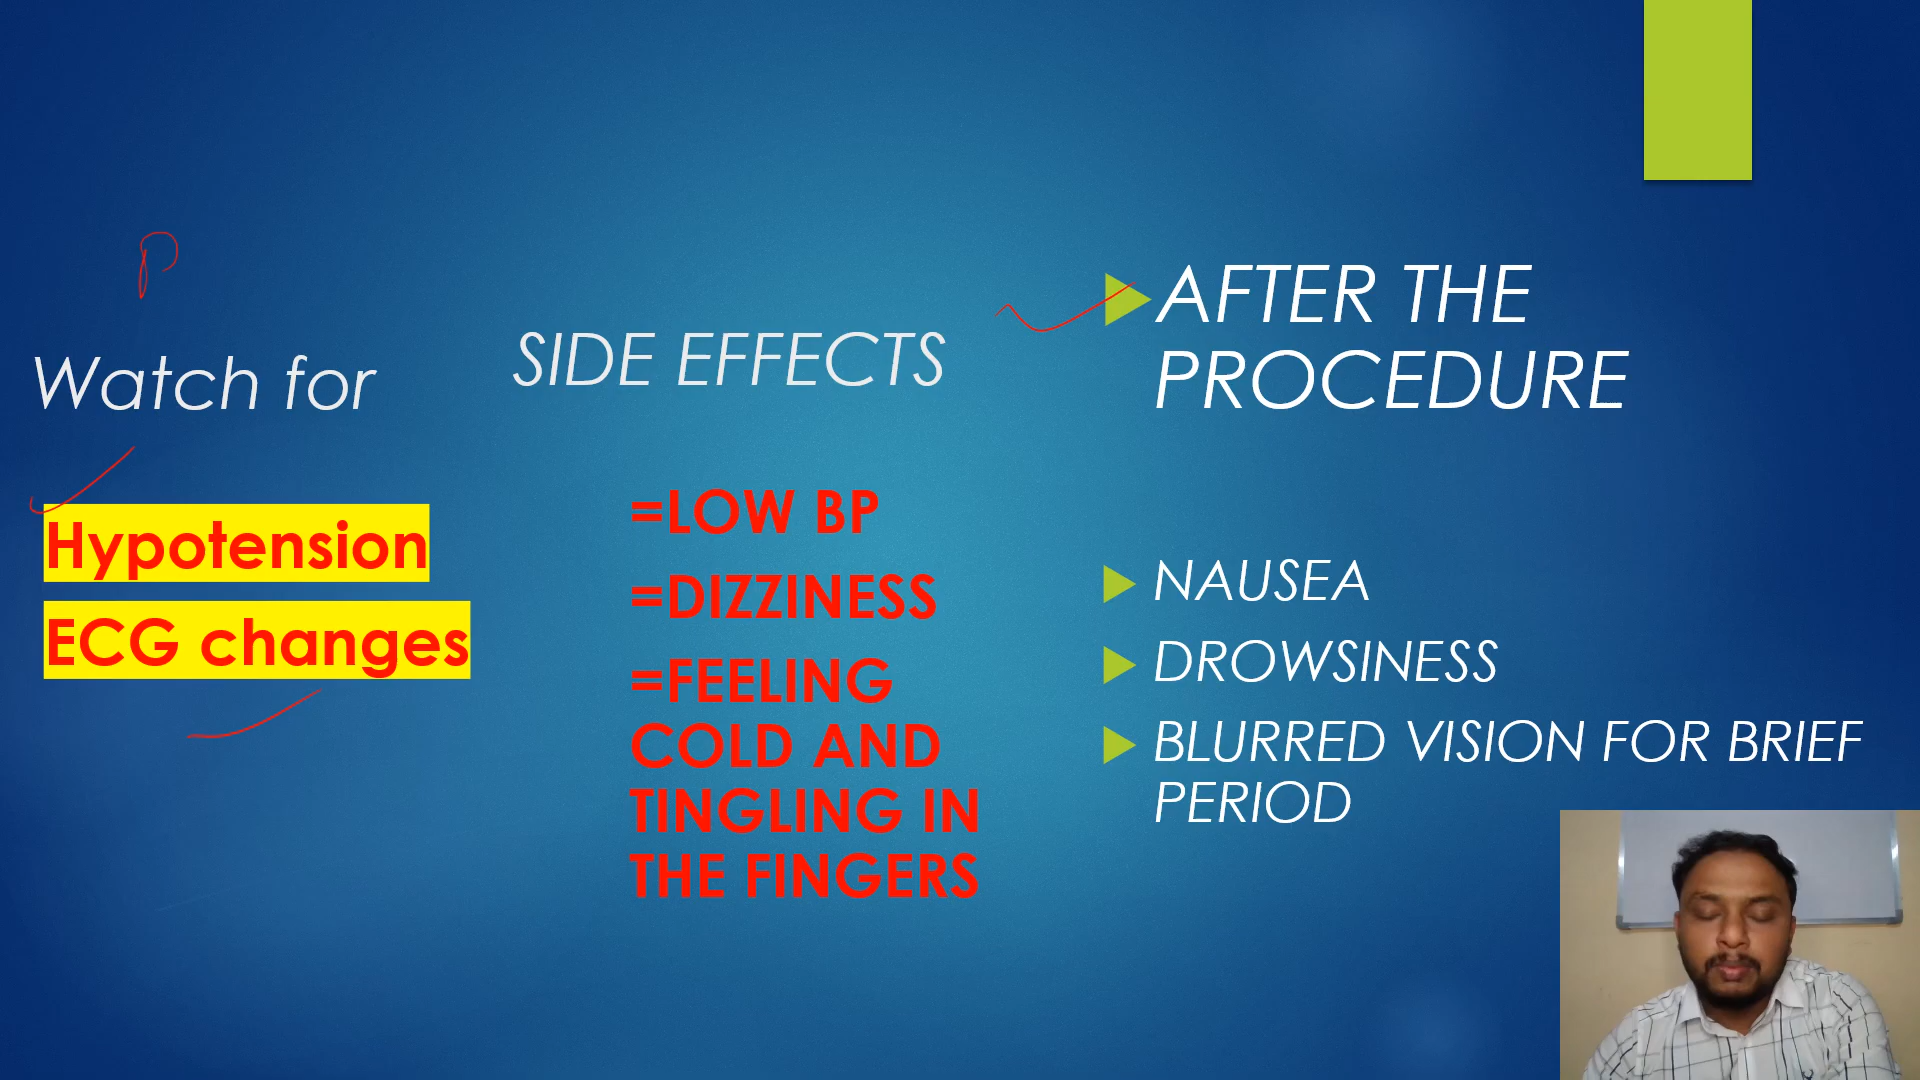 P
Watch for
Hypotension
ECG changes
SIDE EFFECTS
=LOW BP
=DIZZINESS
=FEELING
COLD AND
TINGLING IN
THE FINGERS
AFTER THE
PROCEDURE
NAUSEA
DROWSINESS
BLURRED VISION FOR BRIEF
PERIOD